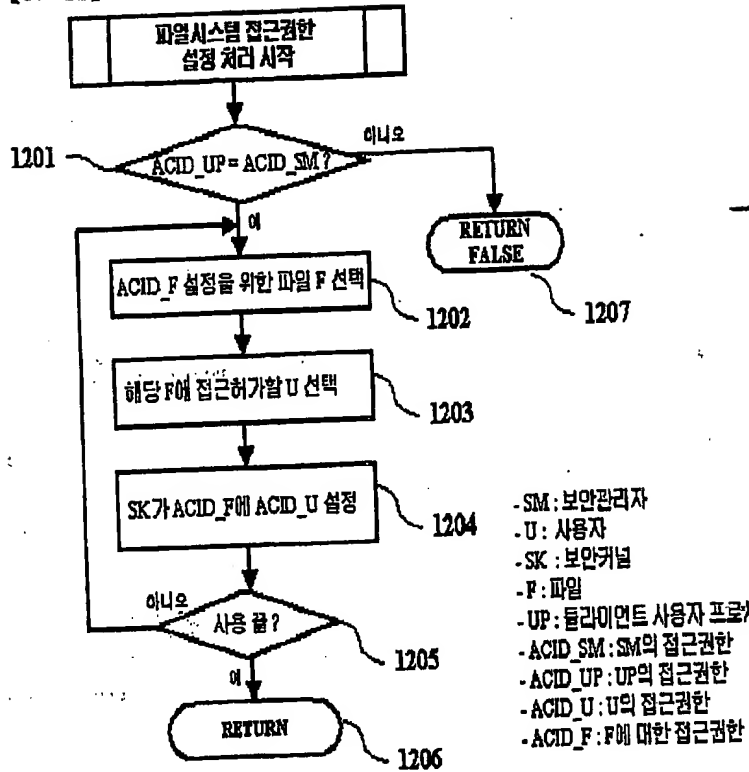 파일시스템 접근권한
설정 처리 시작
1201
ACID_UP = ACID_SM ?
아니오
예
RETURN
FALSE
1207
ACID_F 설정을 위한 파일 F 선택
1202
해당 F에 접근허가할 U 선택
1203
SK가 ACID_F에 ACID_U 설정
1204
아니오
사용 끝 ?
1205
예
RETURN
1206
- SM : 보안관리자
- U : 사용자
- SK : 보안커널
- F : 파일
- UP : 클라이언트 사용자
- ACID_SM : SM의 접근권한
- ACID_UP : UP의 접근권한
- ACID_U : U의 접근권한
- ACID_F : F에 대한 접근권한